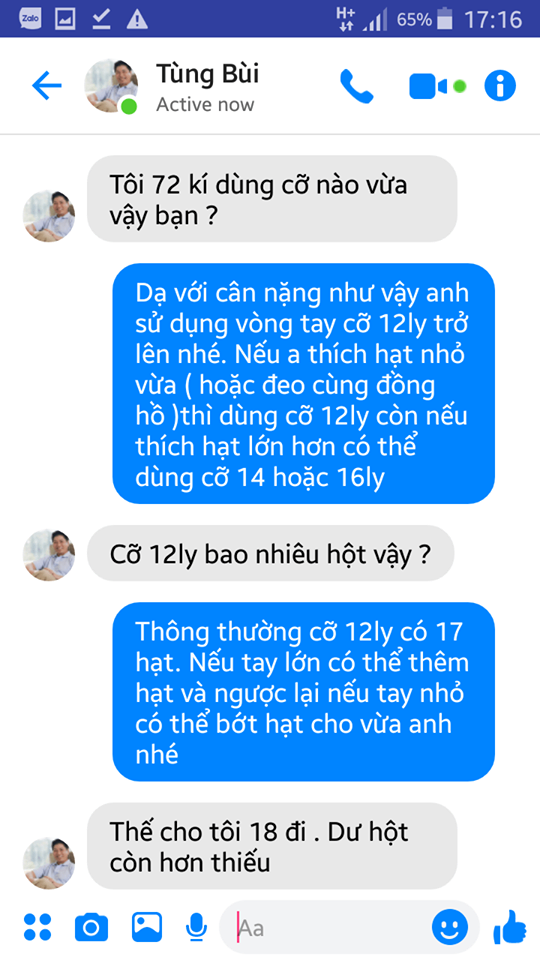 Zalo
H+
65%
17:16
Tùng Bùi
Active now
Tôi 72 kí dùng cỡ nào vừa
vậy bạn ?
Dạ với cân nặng như vậy anh
sử dụng vòng tay cỡ 12ly trở
lên nhé. Nếu a thích hạt nhỏ
vừa ( hoặc đeo cùng đồng
hồ )thì dùng cỡ 12ly còn nếu
thích hạt lớn hơn có thể
dùng cỡ 14 hoặc 16ly
Cỡ 12ly bao nhiêu hột vậy ?
Thông thường cỡ 12ly có 17
hạt. Nếu tay lớn có thể thêm
hạt và ngược lại nếu tay nhỏ
có thể bớt hạt cho vừa anh
nhé
Thế cho tôi 18 đi . Dư hột
còn hơn thiếu
Aa